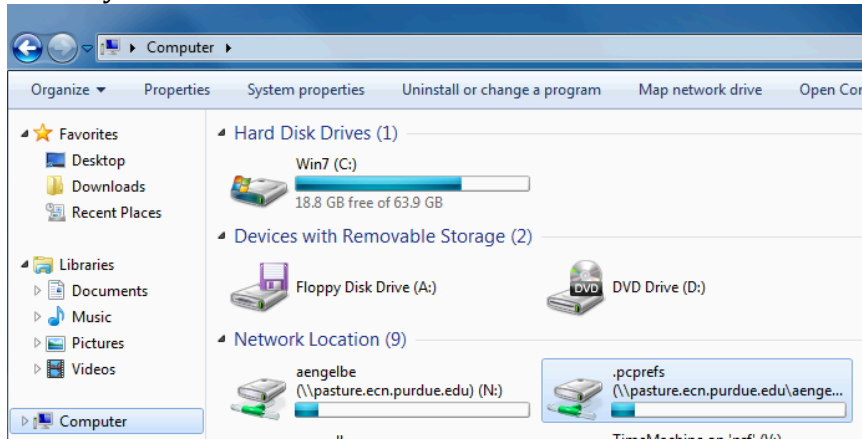 Computer
Organize Properties System properties Uninstall or change a program Map network drive Open
Favorites
Desktop
Downloads
Recent Places
Libraries
Documents
Music
Pictures
Videos
Computer
Hard Disk Drives (1)
Win7 (C:)
18.8 GB free of 63.9 GB
Devices with Removable Storage (2)
Floppy Disk Drive (A:)
DVD
DVD Drive (D:)
Network Location (9)
aengelbe
(\\pasture.ecn.purdue.edu) (N:)
.pcprefs
(\\pasture.ecn.purdue.edu\aenge...